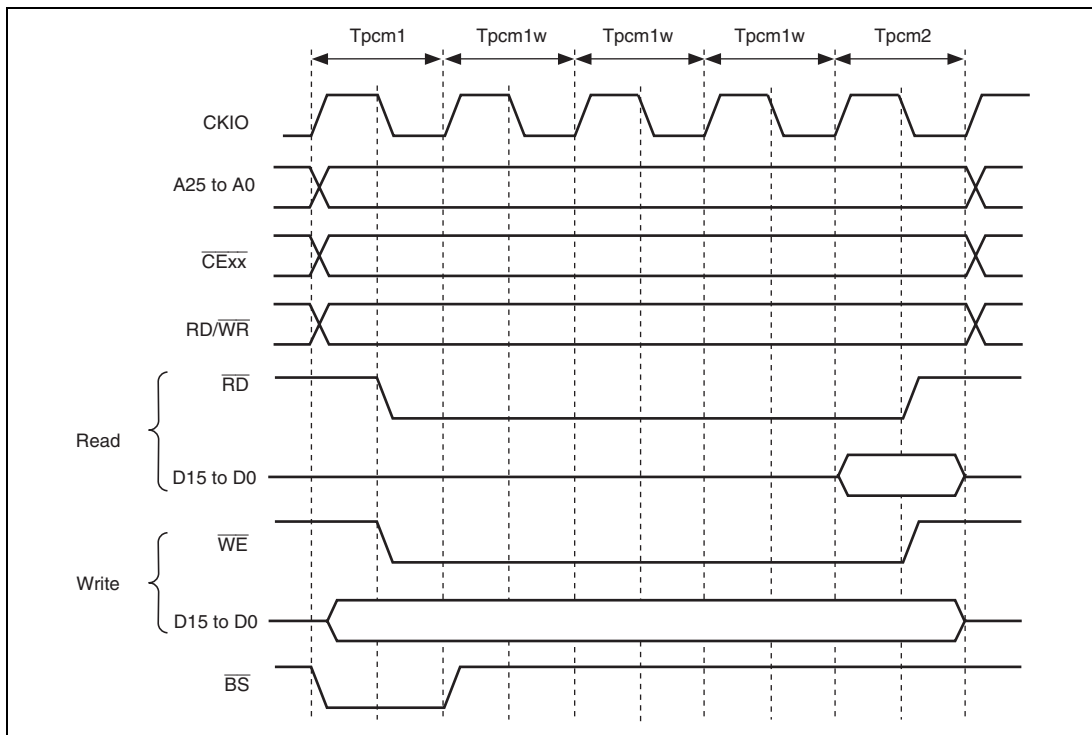 Tpcm1 Tpcm1w Tpcm1w Tpcm1w Tpcm2
CKIO
A25 to A0
CExx
RD/WR
RD
Read
D15 to D0
WE
Write
D15 to D0
BS